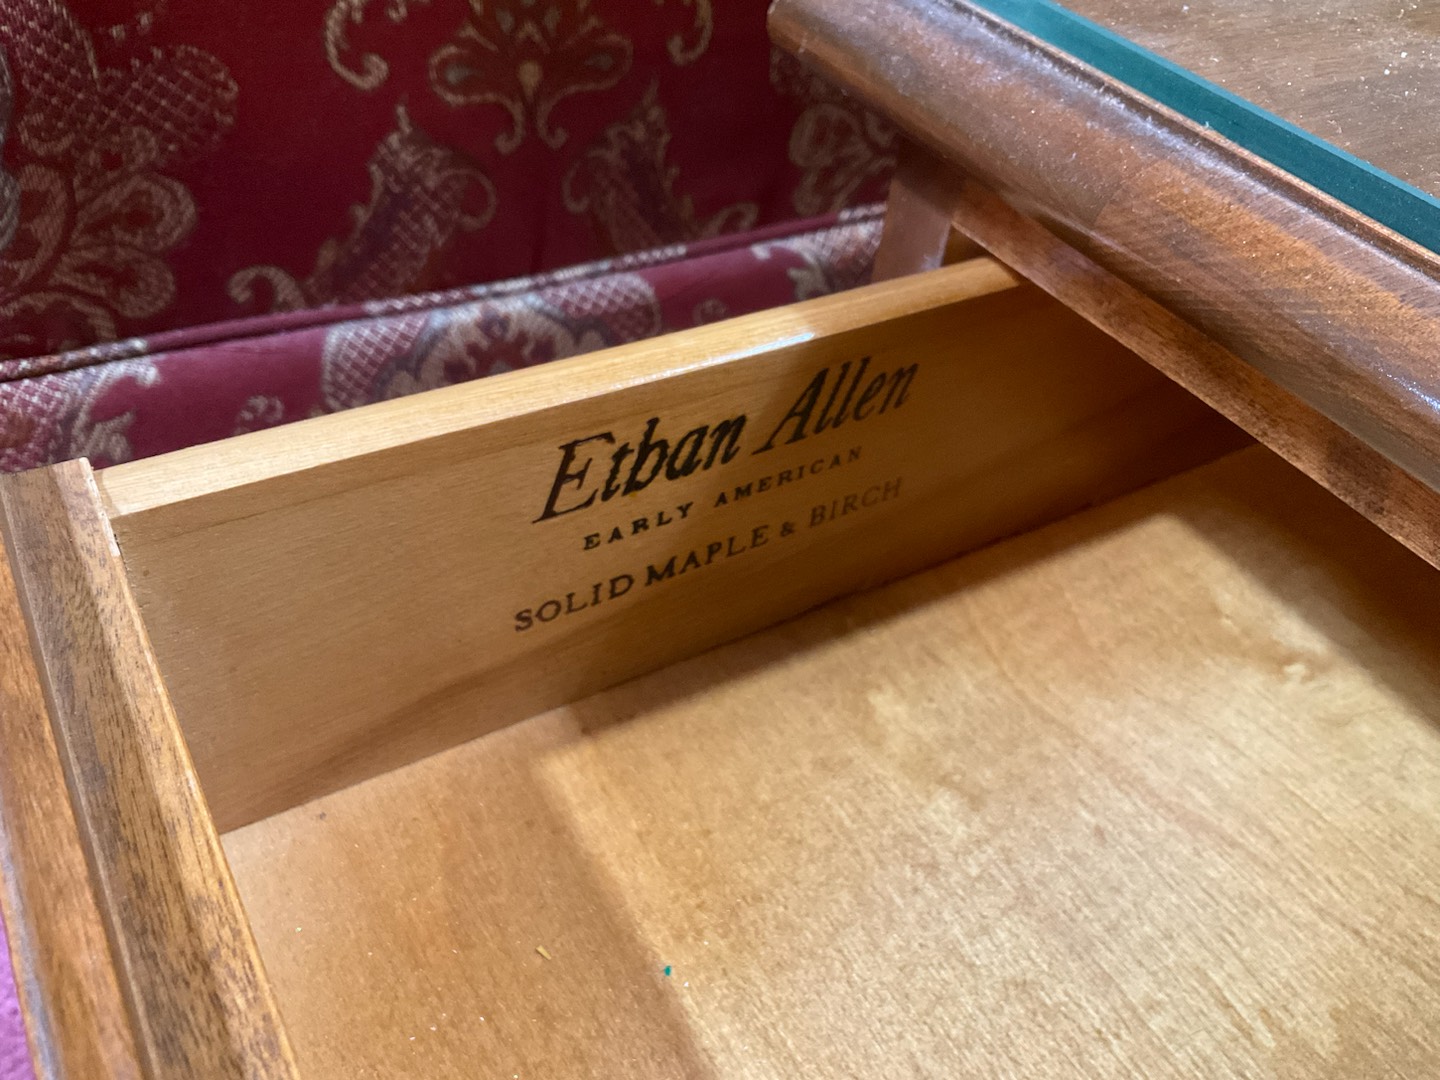 Ethan Allen
EARLY AMERICAN
SOLID MAPLE & BIRCH